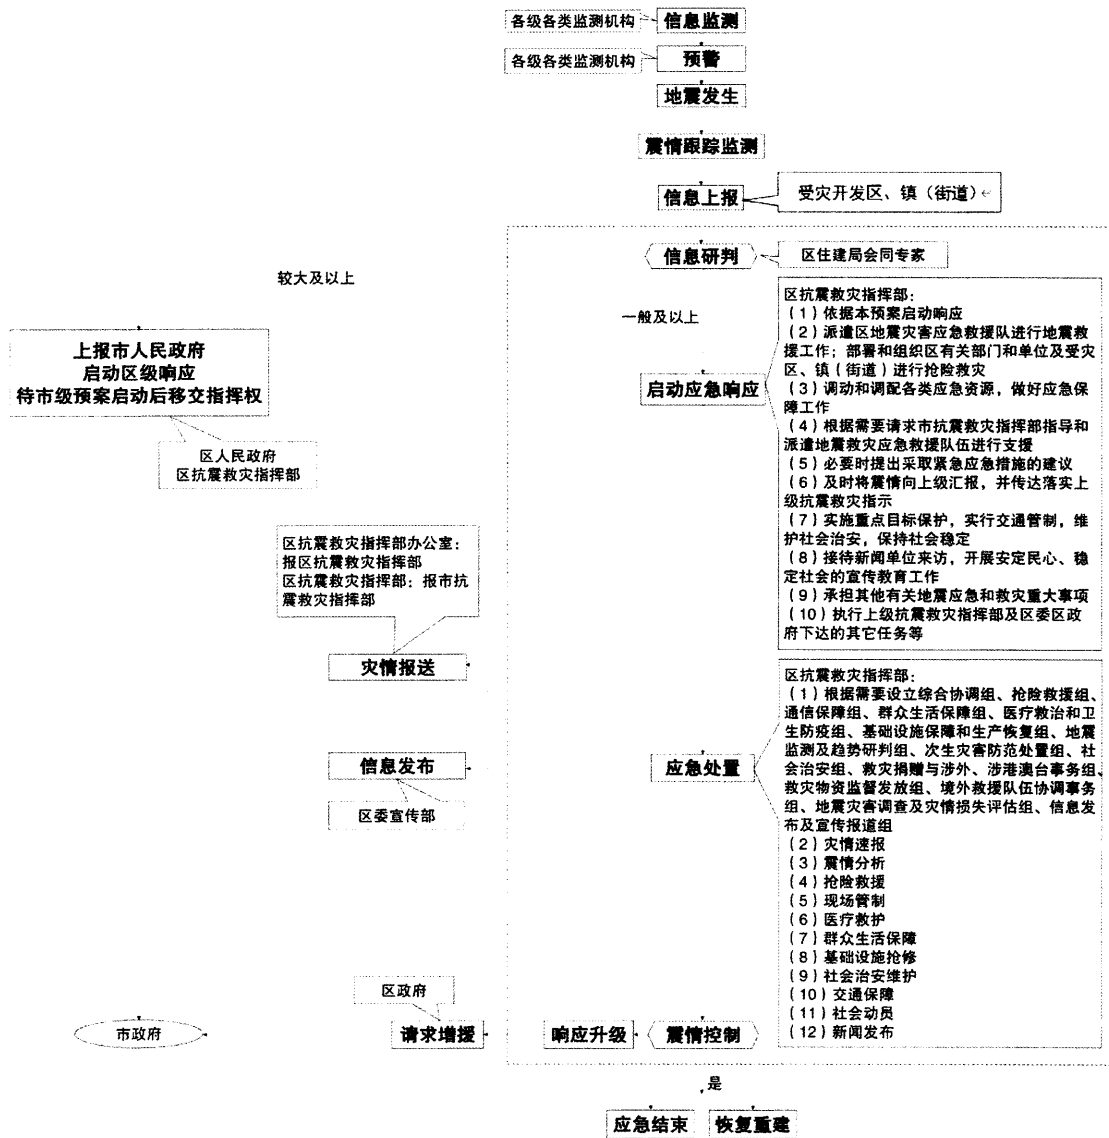 各级各类监测机构
信息监测
各级各类监测机构
预警
地震发生
震情跟踪监测
信息上报
受灾开发区、镇（街道）
信息研判
区住建局会同专家
较大及以上
一般及以上
上报市人民政府
启动区级响应
待市级预案启动后移交指挥权
区人民政府
区抗震救灾指挥部
启动应急响应
区抗震救灾指挥部：
（1）依据本预案启动响应
（2）派遣区地震灾害应急救援队进行地震救
援工作；部署和组织区有关部门和单位及受灾
区、镇（街道）进行抢险救灾
（3）调动和调配各类应急资源，做好应急保
障工作
（4）根据需要请求市抗震救灾指挥部指导和
派遣地震救灾应急救援队伍进行支援
（5）必要时提出采取紧急应急措施的建议
（6）及时将震情向上级汇报，并传达落实上
级抗震救灾指示
（7）实施重点目标保护，实行交通管制，维
护社会治安，保持社会稳定
（8）接待新闻单位来访，开展安定民心、稳
定社会的宣传教育工作
（9）承担其他有关地震应急和救灾重大事项
（10）执行上级抗震救灾指挥部及区委区政
府下达的其它任务等
区抗震救灾指挥部办公室：
报区抗震救灾指挥部
区抗震救灾指挥部：报市抗
震救灾指挥部
灾情报送
信息发布
区委宣传部
应急处置
区抗震救灾指挥部：
（1）根据需要设立综合协调组、抢险救援组、
通信保障组、群众生活保障组、医疗救治和卫
生防疫组、基础设施保障和生产恢复组、地震
监测及趋势研判组、次生灾害防范处置组、社
会治安组、救灾捐赠与涉外、涉港澳台事务组、
救灾物资监督发放组、境外救援队伍协调事务
组、地震灾害调查及灾情损失评估组、信息发
布及宣传报道组
（2）灾情速报
（3）震情分析
（4）抢险救援
（5）现场管制
（6）医疗救护
（7）群众生活保障
（8）基础设施抢修
（9）社会治安维护
（10）交通保障
（11）社会动员
（12）新闻发布
区政府
市政府
请求增援
响应升级
震情控制
是
应急结束
恢复重建